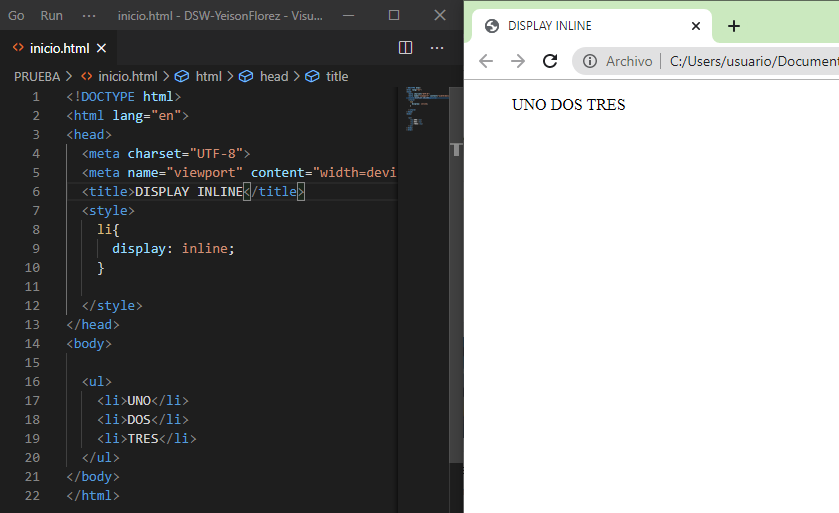 Go Run ··· inicio.html - DSW-YeisonFlorez - Visu...
inicio.html
PRUEBA > inicio.html > html > head > title
1 <!DOCTYPE html>
2 <html lang="en">
3 <head>
4 <meta charset="UTF-8">
5 <meta name="viewport" content="width=devi
6 <title>DISPLAY INLINE</title>
7 <style>
8 li{
9 display: inline;
10 }
11
12 </style>
13 </head>
14 <body>
15
16 <ul>
17 <li>UNO</li>
18 <li>DOS</li>
19 <li>TRES</li>
20 </ul>
21 </body>
22 </html>
DISPLAY INLINE
Archivo | C:/Users/usuario/Document
UNO DOS TRES